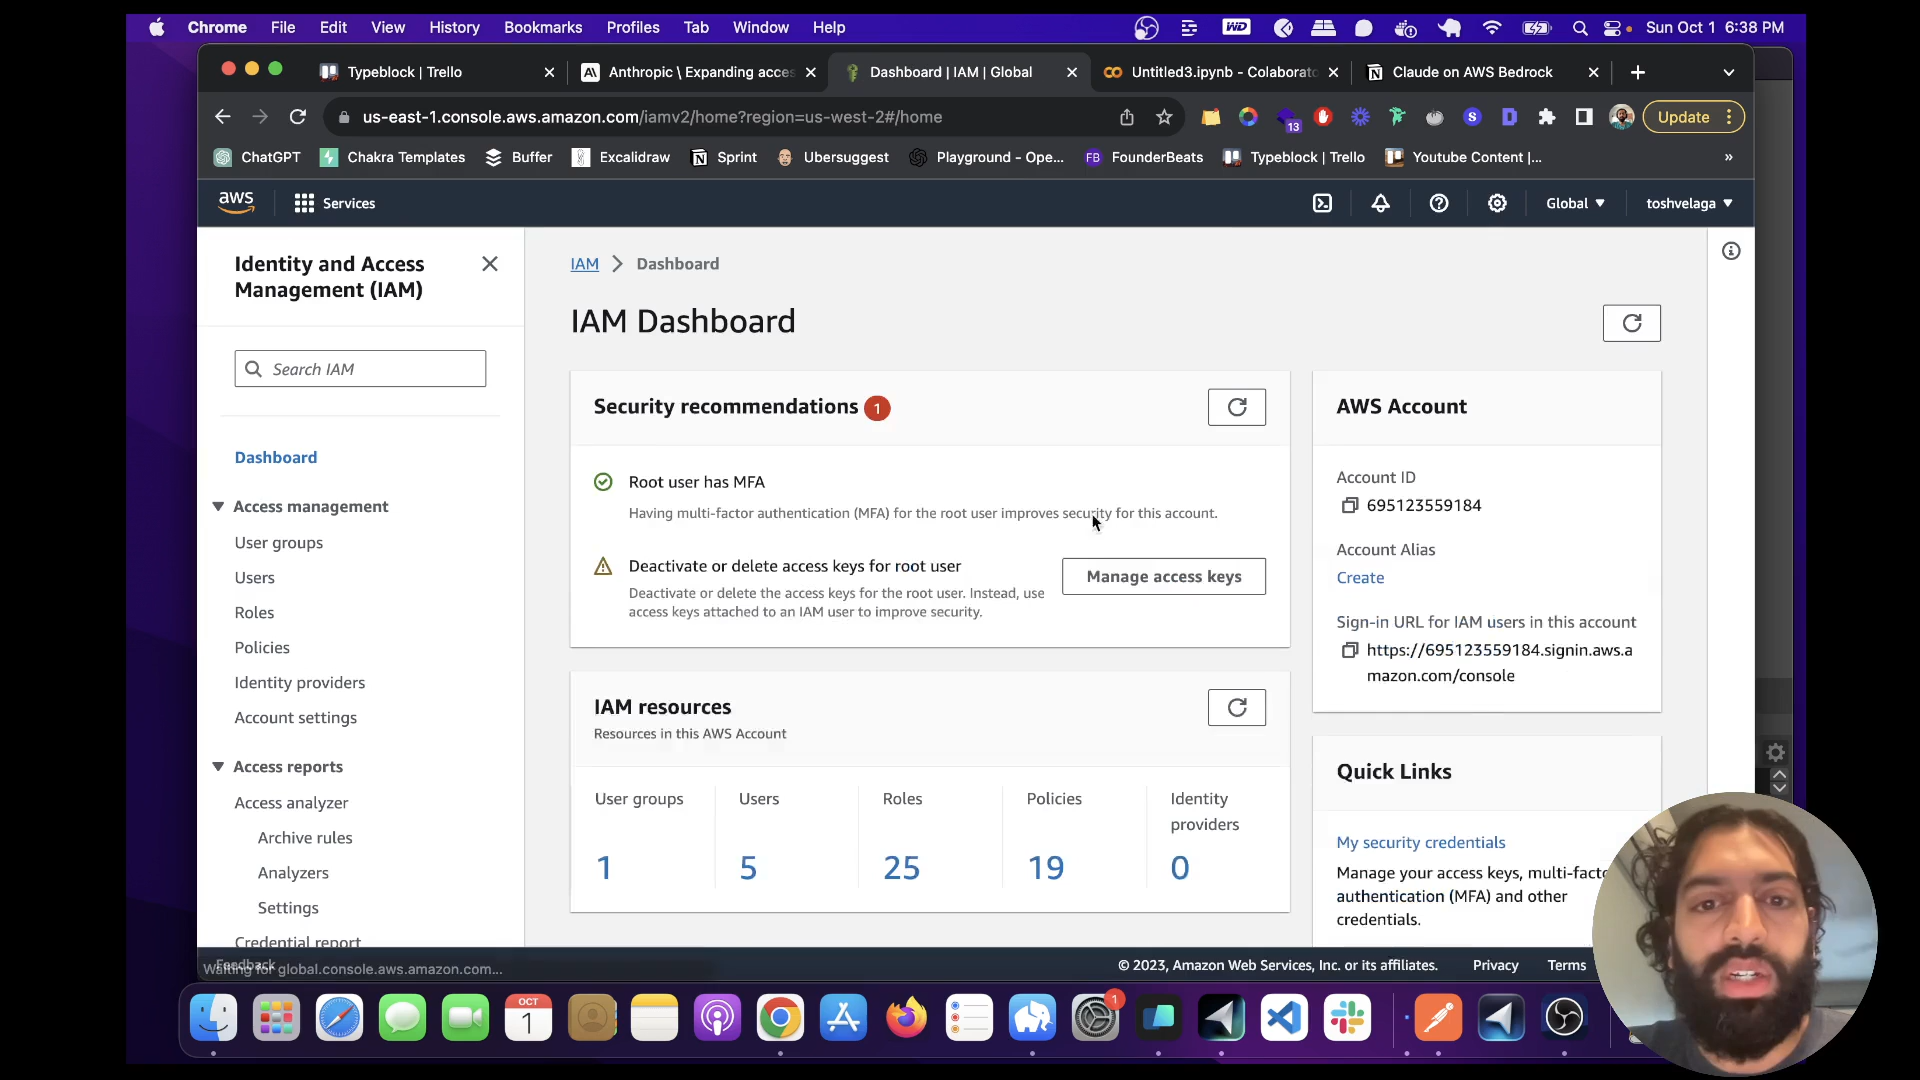 Chrome File Edit View History Bookmarks Profiles Tab Window Help
WD
Sun Oct 1 6:38 PM
Typeblock | Trello
Anthropic \ Expanding acces
Dashboard | IAM | Global
Untitled3.ipynb - Colaborato
Claude on AWS Bedrock
us-east-1.console.aws.amazon.com/iamv2/home?region=us-west-2#/home
13
S
Update
ChatGPT
Chakra Templates
Buffer
Excalidraw
Sprint
Ubersuggest
Playground - Ope...
FB FounderBeats
Typeblock | Trello
Youtube Content |...
»
aws
Services
Global
toshvelaga
Identity and Access
Management (IAM)
Search IAM
Dashboard
Access management
User groups
Users
Roles
Policies
Identity providers
Account settings
Access reports
Access analyzer
Archive rules
Analyzers
Settings
Credential report
IAM > Dashboard
IAM Dashboard
Security recommendations 1
Root user has MFA
Having multi-factor authentication (MFA) for the root user improves security for this account.
Deactivate or delete access keys for root user
Deactivate or delete the access keys for the root user. Instead, use
access keys attached to an IAM user to improve security.
Manage access keys
IAM resources
Resources in this AWS Account
User groups
Users
Roles
Policies
Identity
providers
1
5
25
19
0
AWS Account
Account ID
695123559184
Account Alias
Create
Sign-in URL for IAM users in this account
https://695123559184.signin.aws.a
mazon.com/console
Quick Links
My security credentials
Manage your access keys, multi-facto
authentication (MFA) and other
credentials.
Feedback
Waiting for global.console.aws.amazon.com...
© 2023, Amazon Web Services, Inc. or its affiliates.
Privacy
Terms
OCT
1
1